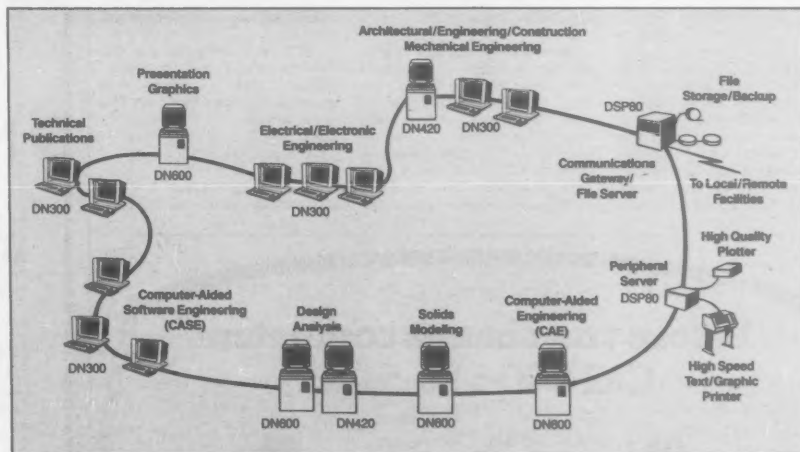 Architectural/Engineering/Construction
Mechanical Engineering
Presentation
Graphics
File
Storage/Backup
DSP80
Technical
Publications
Electrical/Electronic
Engineering
DN420
DN300
DN600
DN300
DN300
Communications
Gateway/
File Server
To Local/Remote
Facilities
High Quality
Plotter
Peripheral
Server
DSP80
Computer-Aided
Software Engineering
(CASE)
Design
Analysis
Solids
Modeling
Computer-Aided
Engineering
(CAE)
DN300
High Speed
Text/Graphic
Printer
DN600
DN420
DN600
DN600